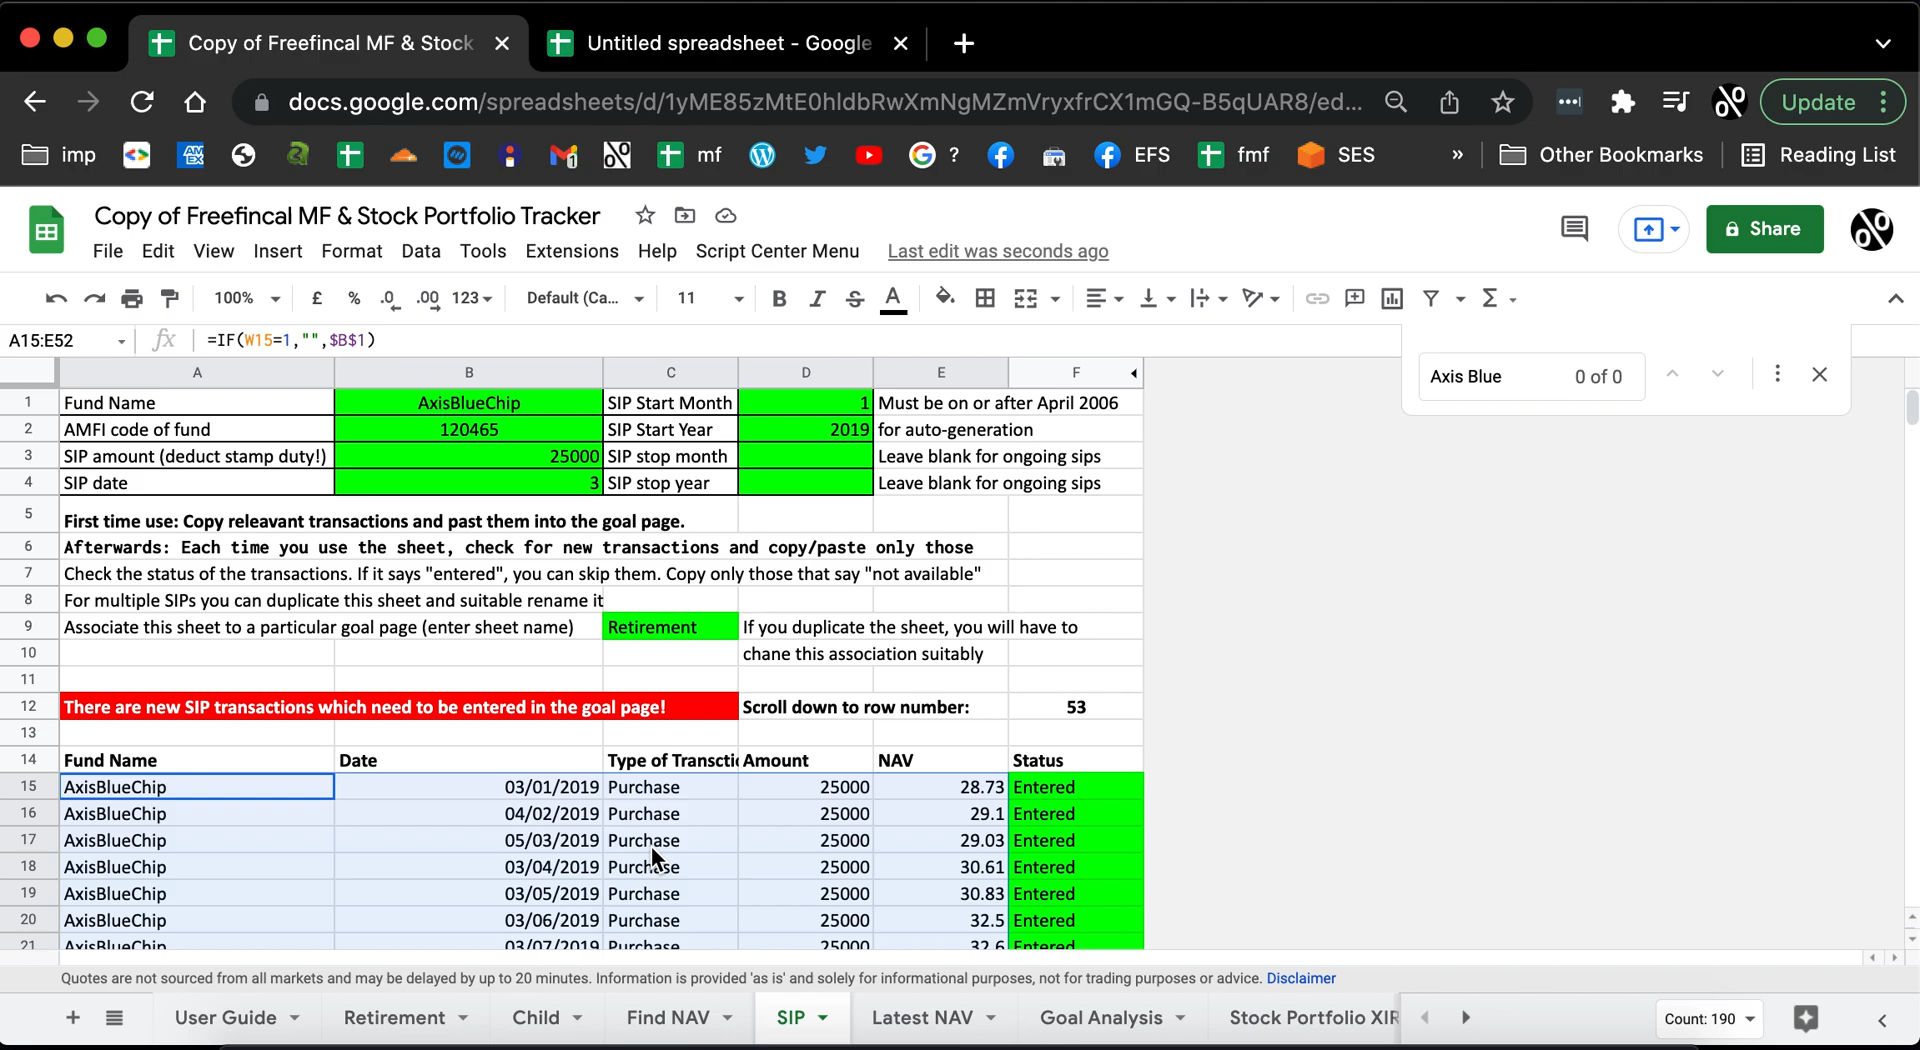 Copy of Freefincal MF & Stock
Untitled spreadsheet - Google
docs.google.com/spreadsheets/d/1yME85zMtE0hldbRwXmNgMZmVryxfrCX1mGQ-B5qUAR8/ed...
Update
imp
mf
?
EFS
fmf
SES
»
Other Bookmarks
Reading List
Copy of Freefincal MF & Stock Portfolio Tracker
File Edit View Insert Format Data Tools Extensions Help Script Center Menu Last edit was seconds ago
Share
100% £ % .0 .00 123 Default (Ca... 11 B I S A
A15:E52 fx =IF(W15=1,"",$B$1)
Axis Blue 0 of 0
A B C D E F
1 Fund Name AxisBlueChip SIP Start Month 1 Must be on or after April 2006
2 AMFI code of fund 120465 SIP Start Year 2019 for auto-generation
3 SIP amount (deduct stamp duty!) 25000 SIP stop month Leave blank for ongoing sips
4 SIP date 3 SIP stop year Leave blank for ongoing sips
5 First time use: Copy releavant transactions and past them into the goal page.
6 Afterwards: Each time you use the sheet, check for new transactions and copy/paste only those
7 Check the status of the transactions. If it says "entered", you can skip them. Copy only those that say "not available"
8 For multiple SIPs you can duplicate this sheet and suitable rename it
9 Associate this sheet to a particular goal page (enter sheet name) Retirement If you duplicate the sheet, you will have to
10 chane this association suitably
11
12 There are new SIP transactions which need to be entered in the goal page! Scroll down to row number: 53
13
14 Fund Name Date Type of Transcti Amount NAV Status
15 AxisBlueChip 03/01/2019 Purchase 25000 28.73 Entered
16 AxisBlueChip 04/02/2019 Purchase 25000 29.1 Entered
17 AxisBlueChip 05/03/2019 Purchase 25000 29.03 Entered
18 AxisBlueChip 03/04/2019 Purchase 25000 30.61 Entered
19 AxisBlueChip 03/05/2019 Purchase 25000 30.83 Entered
20 AxisBlueChip 03/06/2019 Purchase 25000 32.5 Entered
21 AxisBlueChip 03/07/2019 Purchase 25000 32.6 Entered
Quotes are not sourced from all markets and may be delayed by up to 20 minutes. Information is provided 'as is' and solely for informational purposes, not for trading purposes or advice. Disclaimer
User Guide Retirement Child Find NAV SIP Latest NAV Goal Analysis Stock Portfolio XIR
Count: 190